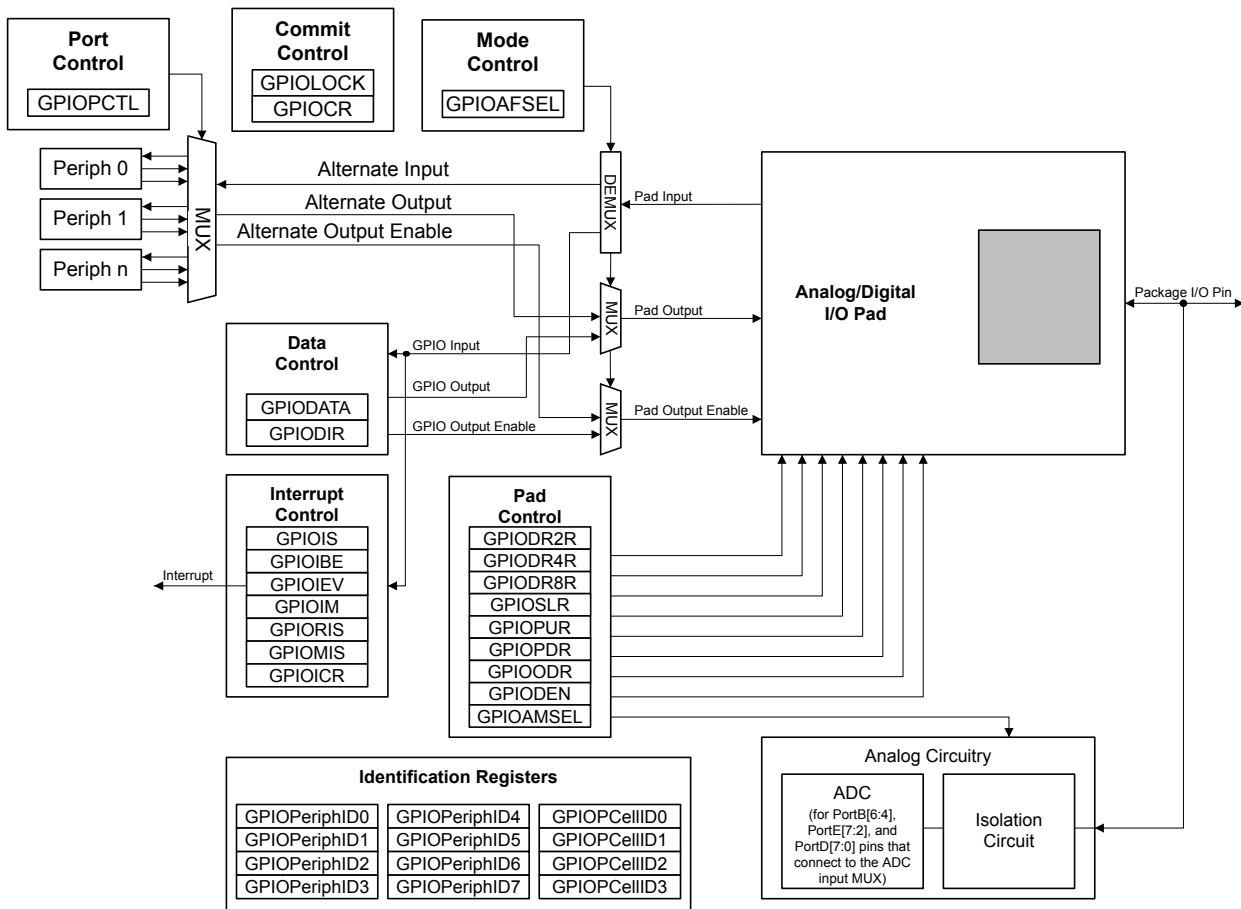 Port
Control
GPIOPCTL
Commit
Control
GPIOLOCK
GPIOCR
Mode
Control
GPIOAFSEL
Periph 0
Periph 1
Periph n
MUX
Alternate Input
Alternate Output
Alternate Output Enable
DEMUX
Pad Input
MUX
Pad Output
MUX
Pad Output Enable
Analog/Digital
I/O Pad
Package I/O Pin
Data
Control
GPIODATA
GPIODIR
GPIO Input
GPIO Output
GPIO Output Enable
Interrupt
Control
GPIOIS
GPIOIBE
GPIOIEV
GPIOIM
GPIORIS
GPIOMIS
GPIOICR
Interrupt
Pad
Control
GPIODR2R
GPIODR4R
GPIODR8R
GPIOSLR
GPIOPUR
GPIOPDR
GPIOODR
GPIODEN
GPIOAMSEL
Analog Circuitry
ADC
(for PortB[6:4],
PortE[7:2], and
PortD[7:0] pins that
connect to the ADC
input MUX)
Isolation
Circuit
Identification Registers
GPIOPeriphID0
GPIOPeriphID1
GPIOPeriphID2
GPIOPeriphID3
GPIOPeriphID4
GPIOPeriphID5
GPIOPeriphID6
GPIOPeriphID7
GPIOPCellID0
GPIOPCellID1
GPIOPCellID2
GPIOPCellID3